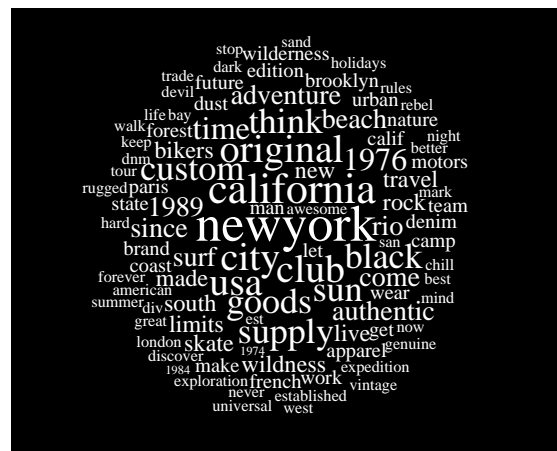 sand
stop wilderness
holidays
dark edition
trade future brooklyn rules
devil adventure urban rebel
dust
life bay time think beach nature
walk forest calif night
keep bikers original 1976 better
dnm motors
tour custom new travel
rugged paris california mark
state 1989 man awesome rock team
hard since newyork rio denim
brand surf city let san camp
coast club black chill
forever made usa come best
american sun wear mind
summer div south goods authentic
great limits est supply live get now
london skate apparel genuine
discover 1974
1984 make wildness expedition
exploration french work vintage
never established
universal west